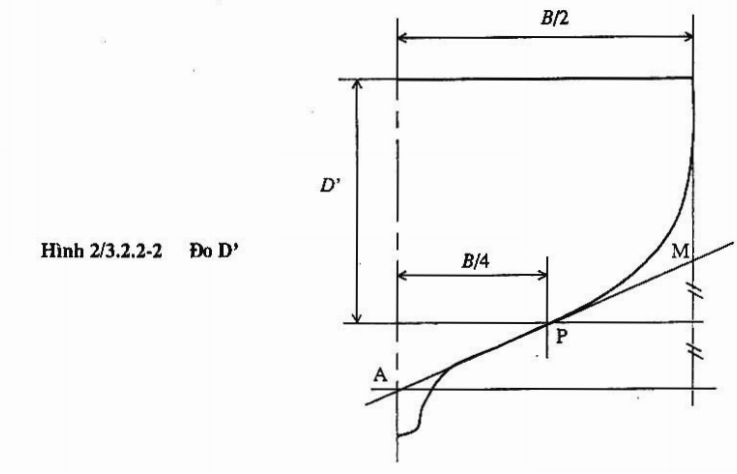 B/2
D'
Hình 2/3.2.2-2 Đo D'
B/4
M
P
A